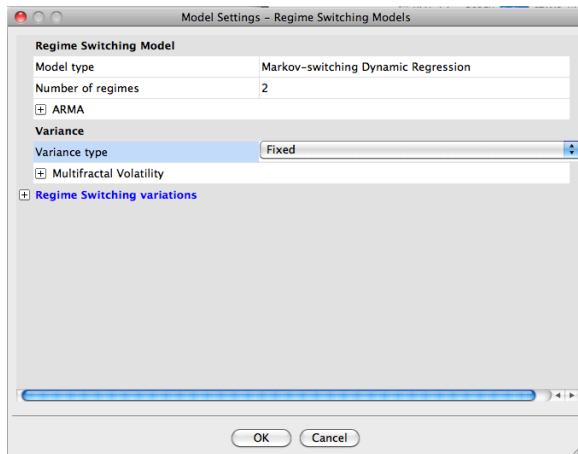 Model Settings – Regime Switching Models
Regime Switching Model
Model type Markov-switching Dynamic Regression
Number of regimes 2
ARMA
Variance
Variance type Fixed
Multifractal Volatility
Regime Switching variations
OK Cancel